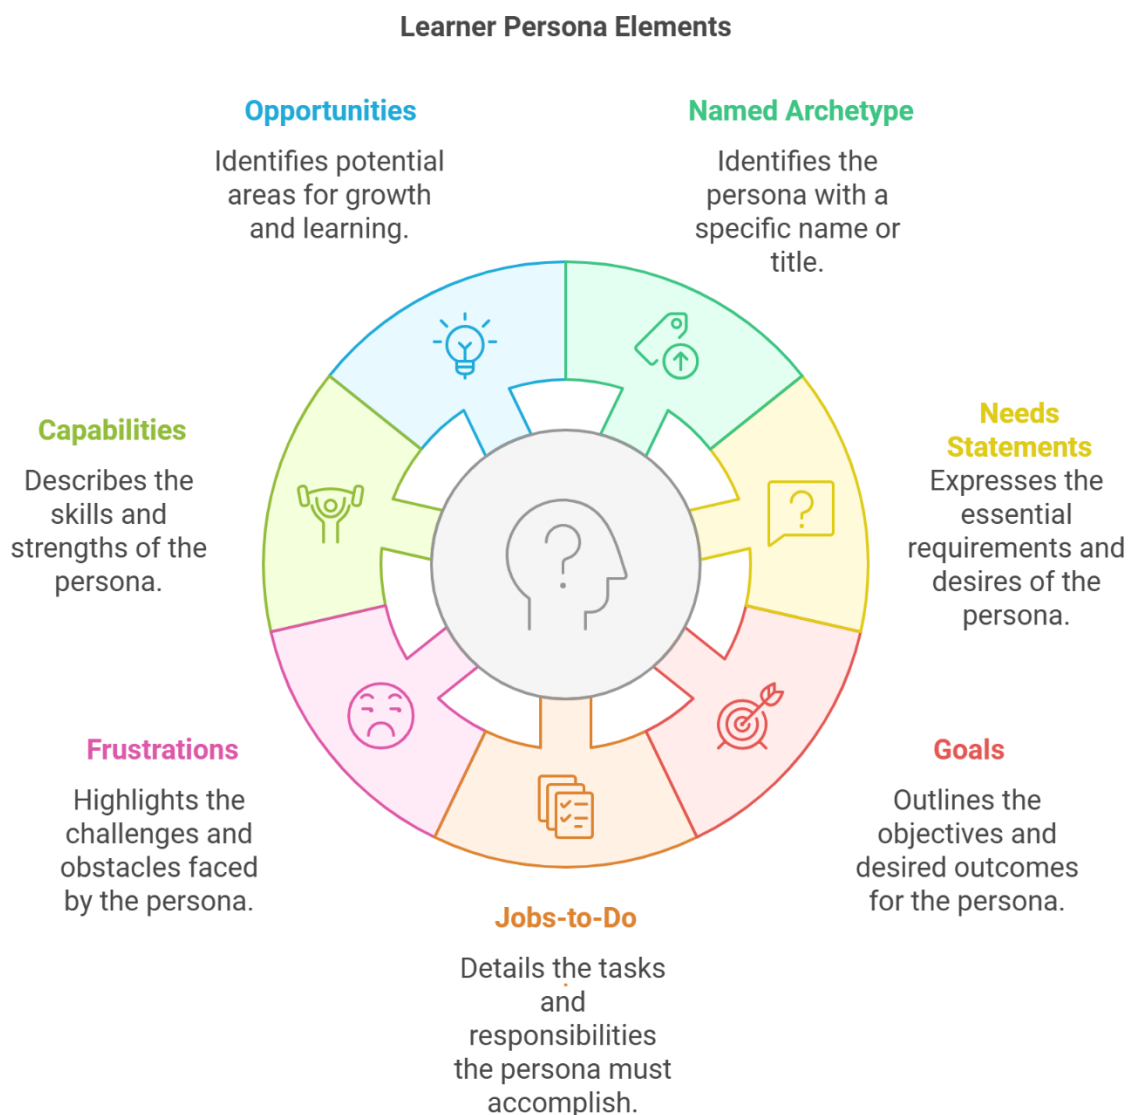 Learner Persona Elements
Opportunities
Identifies potential
areas for growth
and learning.
Named Archetype
Identifies the
persona with a
specific name or
title.
Capabilities
Describes the
skills and
strengths of the
persona.
Needs
Statements
Expresses the
essential
requirements and
desires of the
persona.
Frustrations
Highlights the
challenges and
obstacles faced
by the persona.
Goals
Outlines the
objectives and
desired outcomes
for the persona.
Jobs-to-Do
Details the tasks
and
responsibilities
the persona must
accomplish.